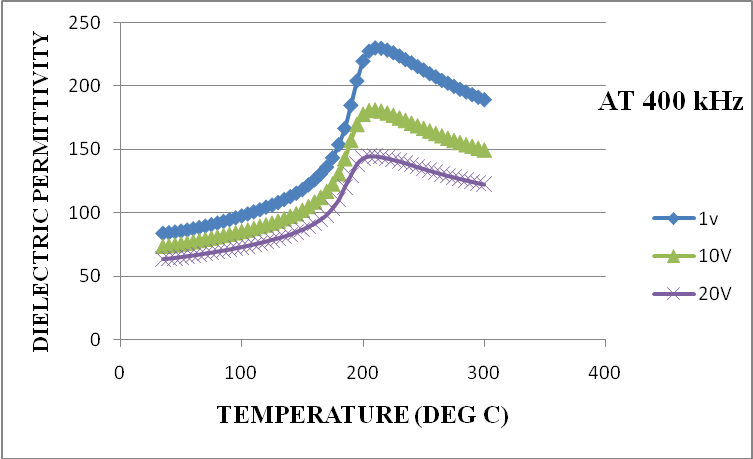 250
200
150
100
50
0
0
100
200
300
400
DIELECTRIC PERMITTIVITY
TEMPERATURE (DEG C)
AT 400 kHz
1v
10V
20V